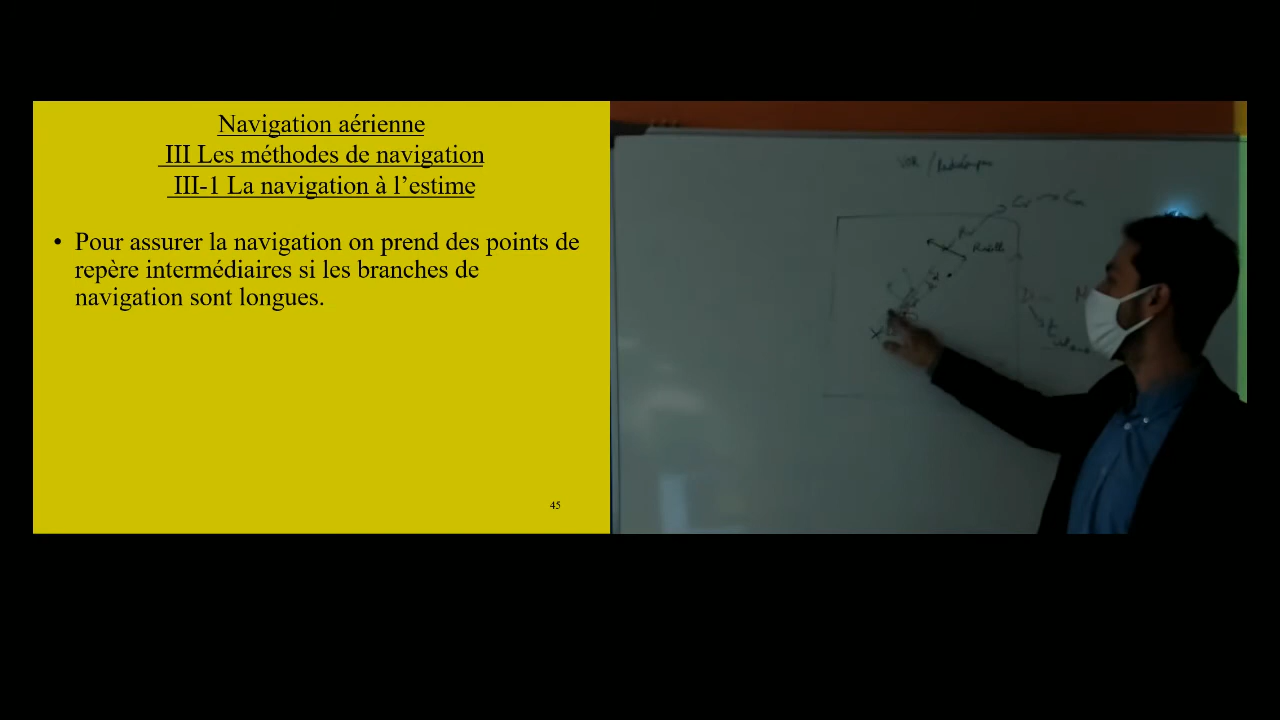 Navigation aérienne
III Les méthodes de navigation
III-1 La navigation à l’estime
• Pour assurer la navigation on prend des points de
repère intermédiaires si les branches de
navigation sont longues.
45
VOR /